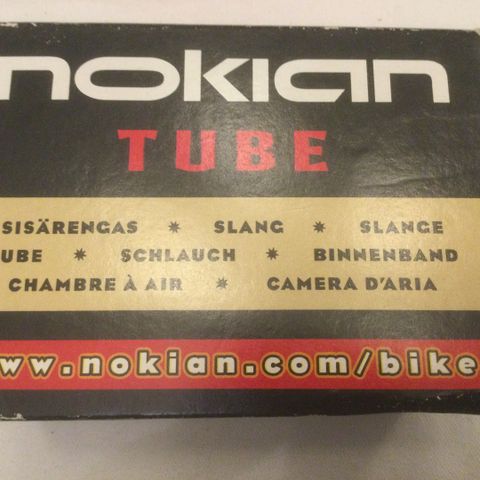 nokian
TUBE
SISÄRENGAS * SLANG * SLANGE
UBE * SCHLAUCH * BINNENBAND
CHAMBRE À AIR * CAMERA D'ARIA
ww.nokian.com/bike